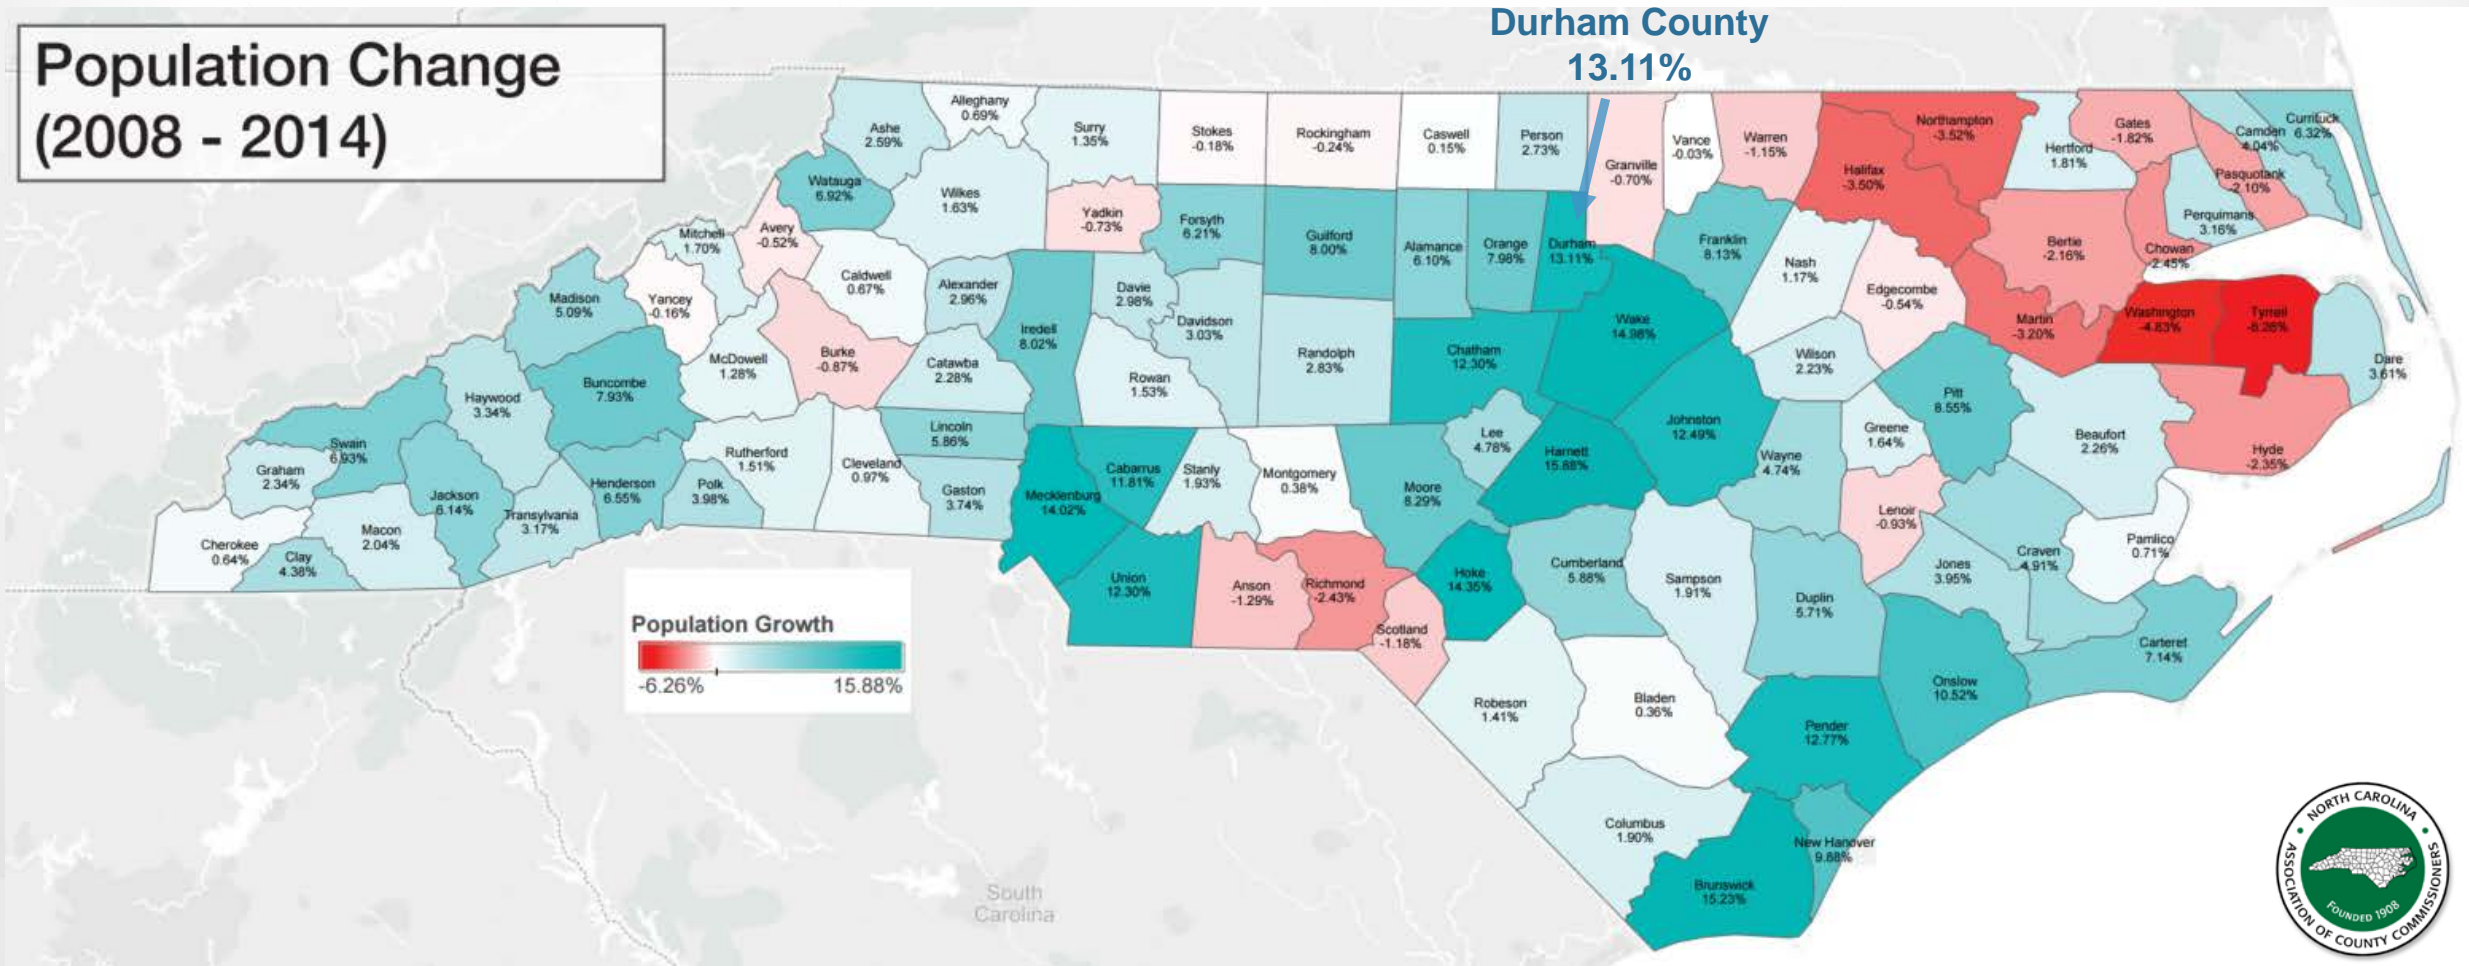 Population Change
(2008 - 2014)
Durham County
13.11%
Alleghany
0.69%
Ashe
2.59%
Surry
1.35%
Stokes
-0.18%
Rockingham
-0.24%
Caswell
0.15%
Person
2.73%
Granville
-0.70%
Vance
-0.03%
Warren
-1.15%
Northampton
-3.52%
Halifax
-3.50%
Hertford
1.81%
Gates
-1.82%
Camden
4.04%
Currituck
6.32%
Pasquotank
-2.10%
Perquimans
3.16%
Chowan
-2.45%
Bertie
-2.16%
Watauga
6.92%
Wilkes
1.63%
Yadkin
-0.73%
Forsyth
6.21%
Guilford
8.00%
Alamance
6.10%
Orange
7.98%
Durham
13.11%
Franklin
8.13%
Nash
1.17%
Edgecombe
-0.54%
Martin
-3.20%
Washington
-4.83%
Tyrrell
-6.26%
Dare
3.61%
Mitchell
1.70%
Avery
-0.52%
Caldwell
0.67%
Alexander
2.96%
Iredell
8.02%
Davie
2.98%
Davidson
3.03%
Randolph
2.83%
Chatham
12.30%
Wake
14.98%
Wilson
2.23%
Pitt
8.55%
Beaufort
2.26%
Hyde
-2.35%
Madison
5.09%
Yancey
-0.16%
McDowell
1.28%
Burke
-0.87%
Catawba
2.28%
Rowan
1.53%
Haywood
3.34%
Buncombe
7.93%
Lincoln
5.86%
Lee
4.78%
Johnston
12.49%
Greene
1.64%
Wayne
4.74%
Swain
6.93%
Graham
2.34%
Jackson
6.14%
Henderson
6.55%
Polk
3.98%
Rutherford
1.51%
Cleveland
0.97%
Gaston
3.74%
Mecklenburg
14.02%
Cabarrus
11.81%
Stanly
1.93%
Montgomery
0.38%
Moore
8.29%
Harnett
15.88%
Lenoir
-0.93%
Craven
4.91%
Pamlico
0.71%
Cherokee
0.64%
Clay
4.38%
Macon
2.04%
Transylvania
3.17%
Union
12.30%
Anson
-1.29%
Richmond
-2.43%
Scotland
-1.18%
Hoke
14.35%
Cumberland
5.88%
Sampson
1.91%
Duplin
5.71%
Jones
3.95%
Carteret
7.14%
Onslow
10.52%
Robeson
1.41%
Bladen
0.36%
Pender
12.77%
Columbus
1.90%
New Hanover
9.88%
Brunswick
15.23%
Population Growth
-6.26%
15.88%
South
Carolina
NORTH CAROLINA
ASSOCIATION OF COUNTY COMMISSIONERS
FOUNDED 1908